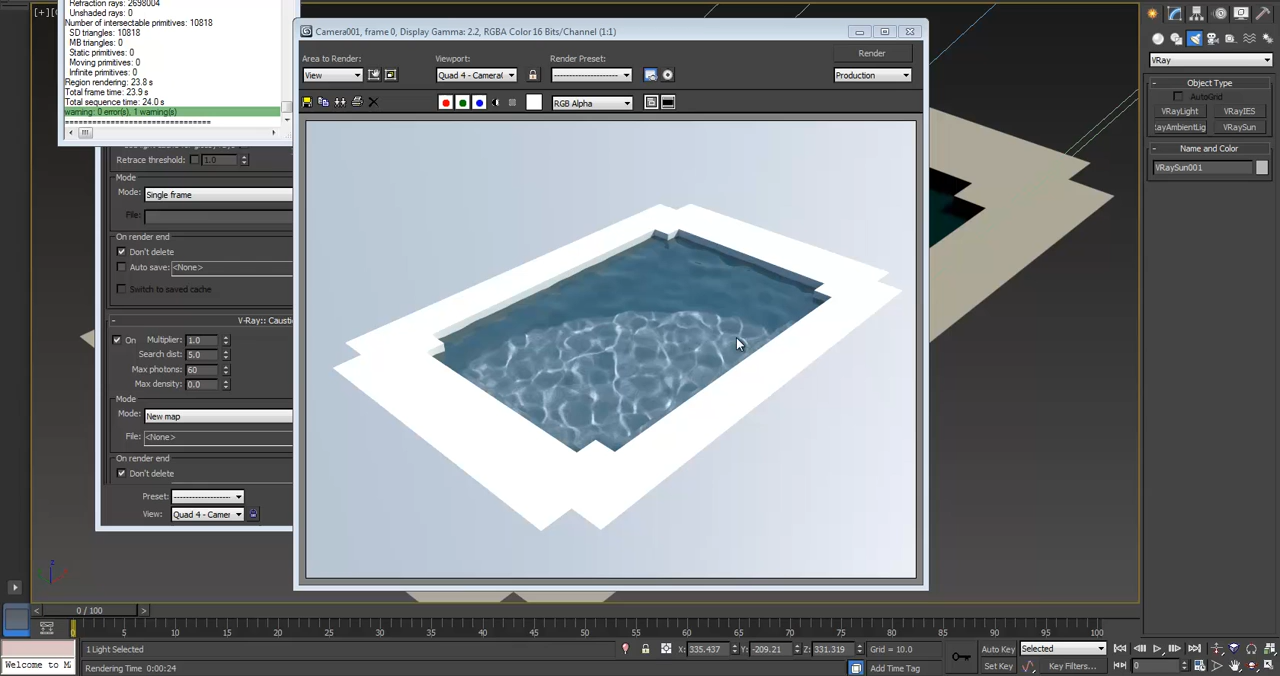 [+]
Refraction rays: 2698004
Unshaded rays: 0
Number of intersectable primitives: 10818
SD triangles: 10818
MB triangles: 0
Static primitives: 0
Moving primitives: 0
Infinite primitives: 0
Region rendering: 23.8 s
Total frame time: 23.9 s
Total sequence time: 24.0 s
warning: 0 error(s), 1 warning(s)
==============================
Retrace threshold: 1.0
Mode
Mode: Single frame
File:
On render end
Don't delete
Auto save: <None>
Switch to saved cache
V-Ray:: Causti
On Multiplier: 1.0
Search dist: 5.0
Max photons: 60
Max density: 0.0
Mode
Mode: New map
File: <None>
On render end
Don't delete
Preset: --------------------
View: Quad 4 - Camer
Camera001, frame 0, Display Gamma: 2.2, RGBA Color 16 Bits/Channel (1:1)
Area to Render:
View
Viewport:
Quad 4 - Camera(
Render Preset:
--------------------
Render
Production
RGB Alpha
VRay
Object Type
AutoGrid
VRayLight
VRayIES
:rayAmbientLig
VRaySun
Name and Color
VRaySun001
z
0 / 100
0 5 10 15 20 25 30 35 40 45 50 55 60 65 70 75 80 85 90 95 100
1 Light Selected
X: 335.437
Y: -209.21
Z: 331.319
Grid = 10.0
Auto Key
Selected
Welcome to M
Rendering Time 0:00:24
Add Time Tag
Set Key
Key Filters...
0